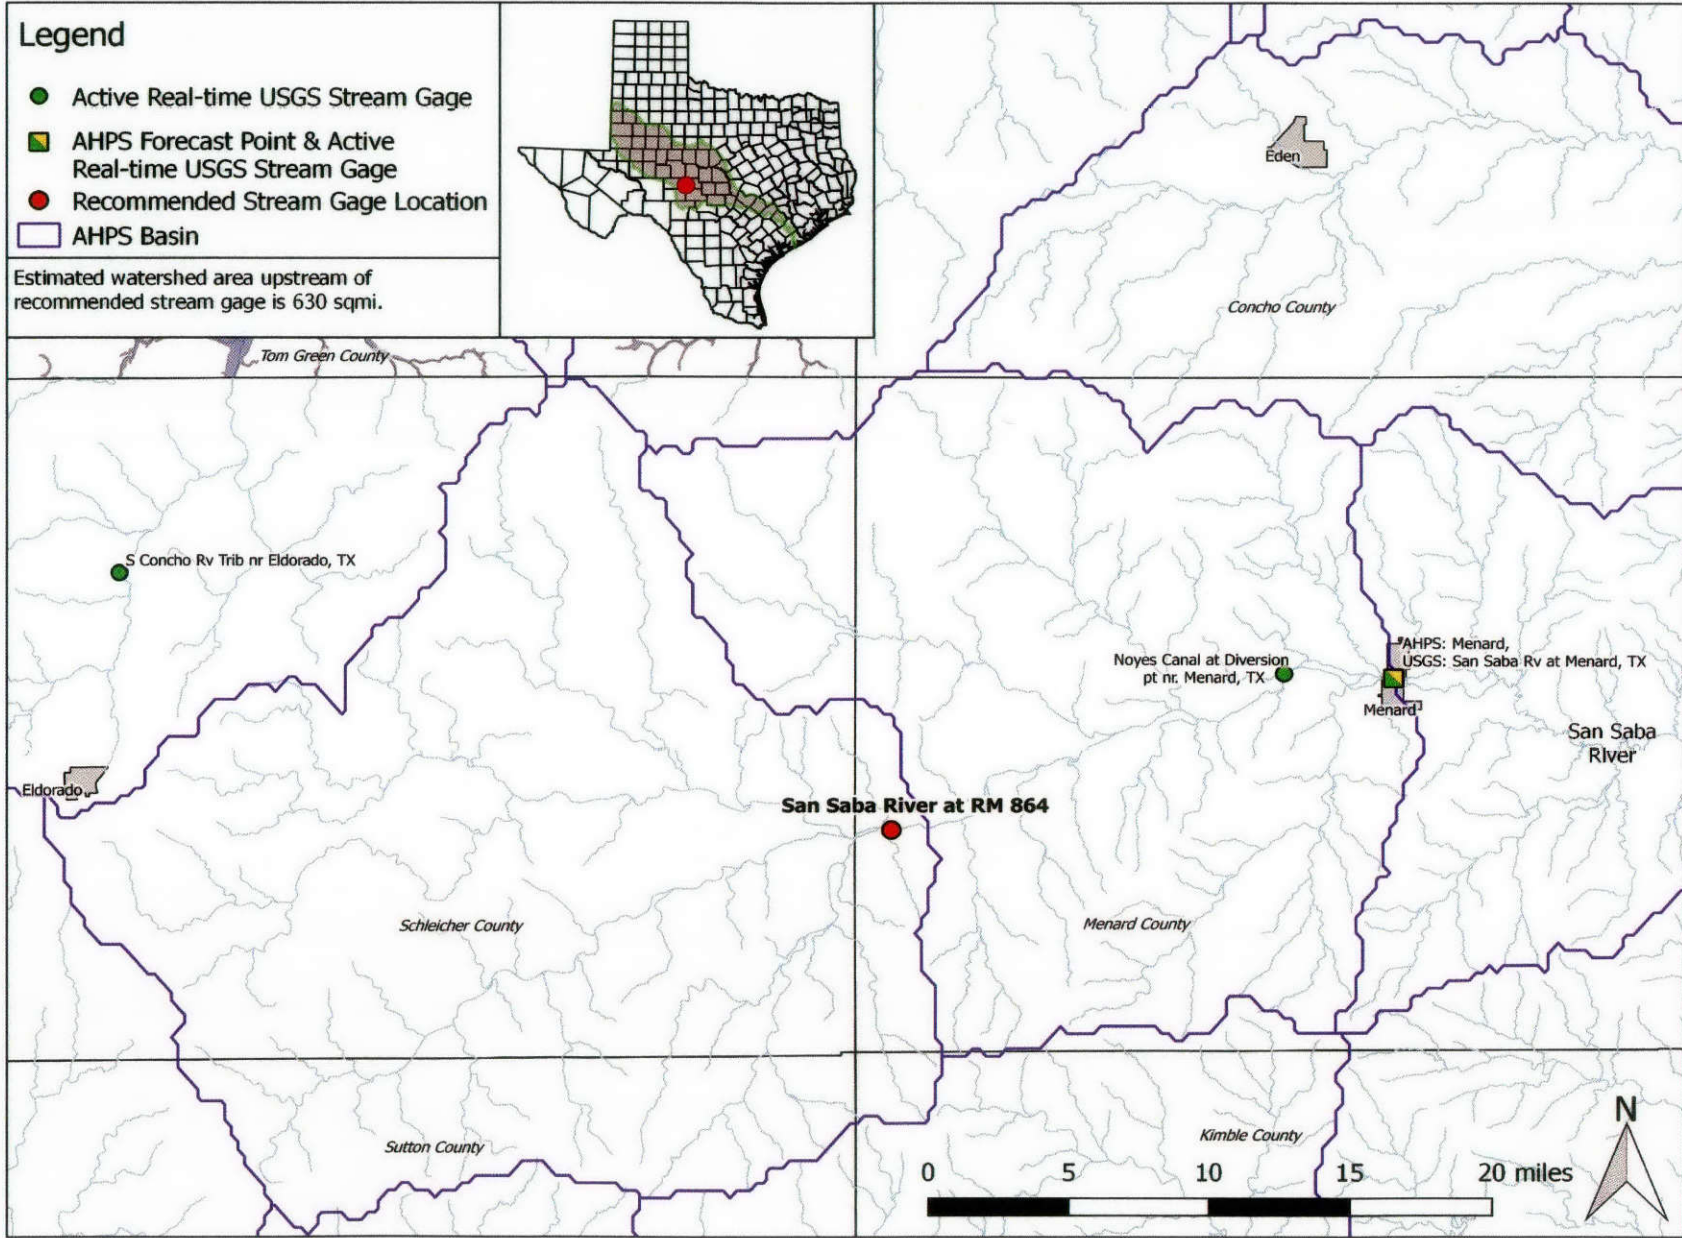 Legend
Active Real-time USGS Stream Gage
AHPS Forecast Point & Active
Real-time USGS Stream Gage
Recommended Stream Gage Location
AHPS Basin
Estimated watershed area upstream of
recommended stream gage is 630 sqmi.
Eden
Concho County
Tom Green County
S Concho Rv Trib nr Eldorado, TX
AHPS: Menard,
USGS: San Saba Rv at Menard, TX
Noyes Canal at Diversion
pt nr. Menard, TX
Menard
San Saba
River
Eldorado
San Saba River at RM 864
Schleicher County
Menard County
Sutton County
Kimble County
N
0 5 10 15 20 miles